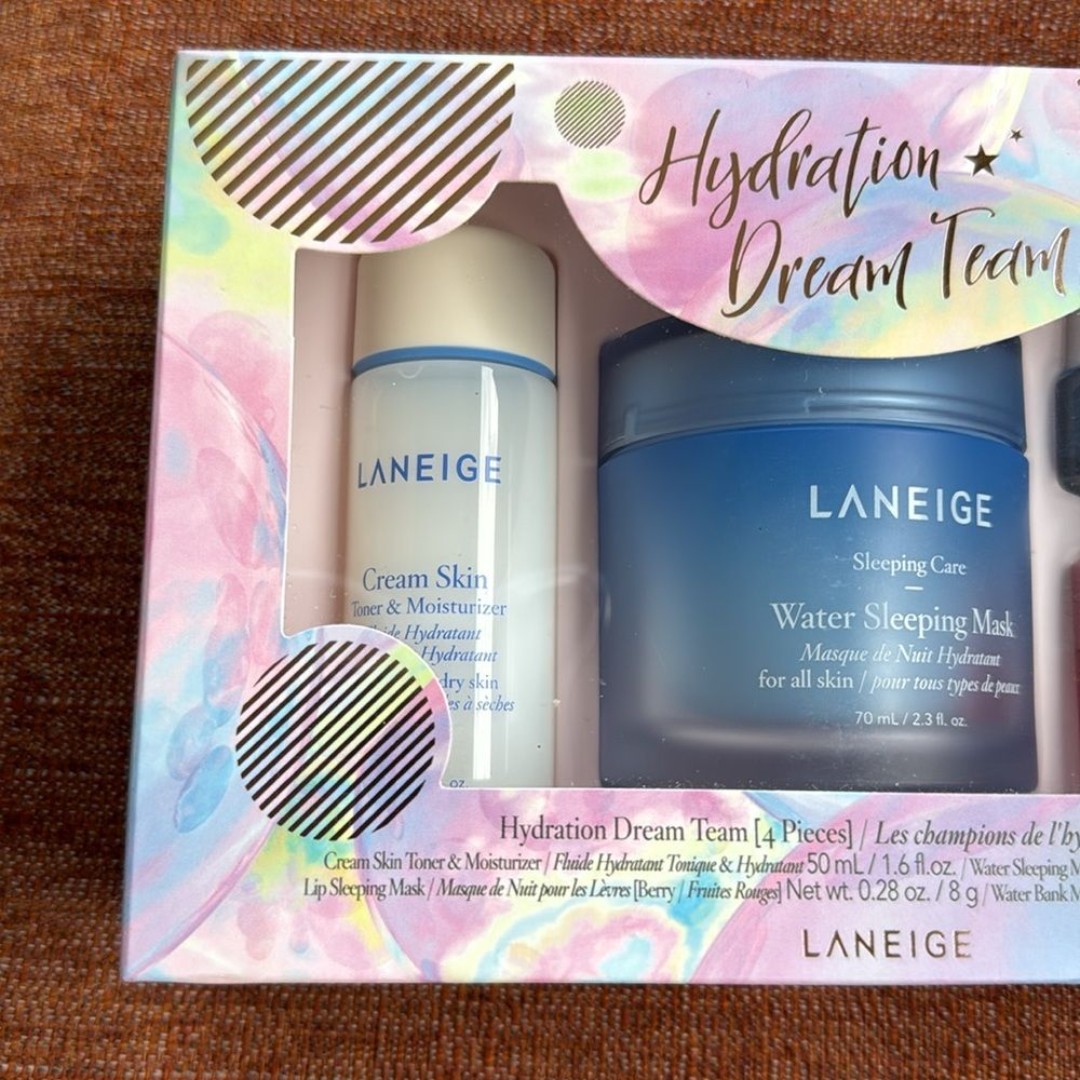 Hydration
Dream Team
LANEIGE
Cream Skin
Toner & Moisturizer
Hydratant
Hydratant
dry skin
à sèches
oz.
LANEIGE
Sleeping Care
Water Sleeping Mask
Masque de Nuit Hydratant
for all skin / pour tous types de peaux
70 mL / 2.3 fl. oz.
Hydration Dream Team [4 Pieces] / Les champions de l'hy
Cream Skin Toner & Moisturizer / Fluide Hydratant Tonique & Hydratant 50 mL / 1.6 fl.oz. / Water Sleeping M
Lip Sleeping Mask / Masque de Nuit pour les Lèvres [Berry / Fruites Rouges] Net wt. 0.28 oz. / 8 g / Water Bank M
LANEIGE